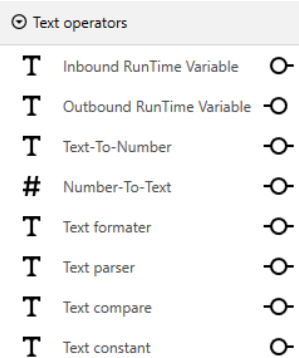 Text operators
T Inbound RunTime Variable
T Outbound RunTime Variable
T Text-To-Number
# Number-To-Text
T Text formater
T Text parser
T Text compare
T Text constant